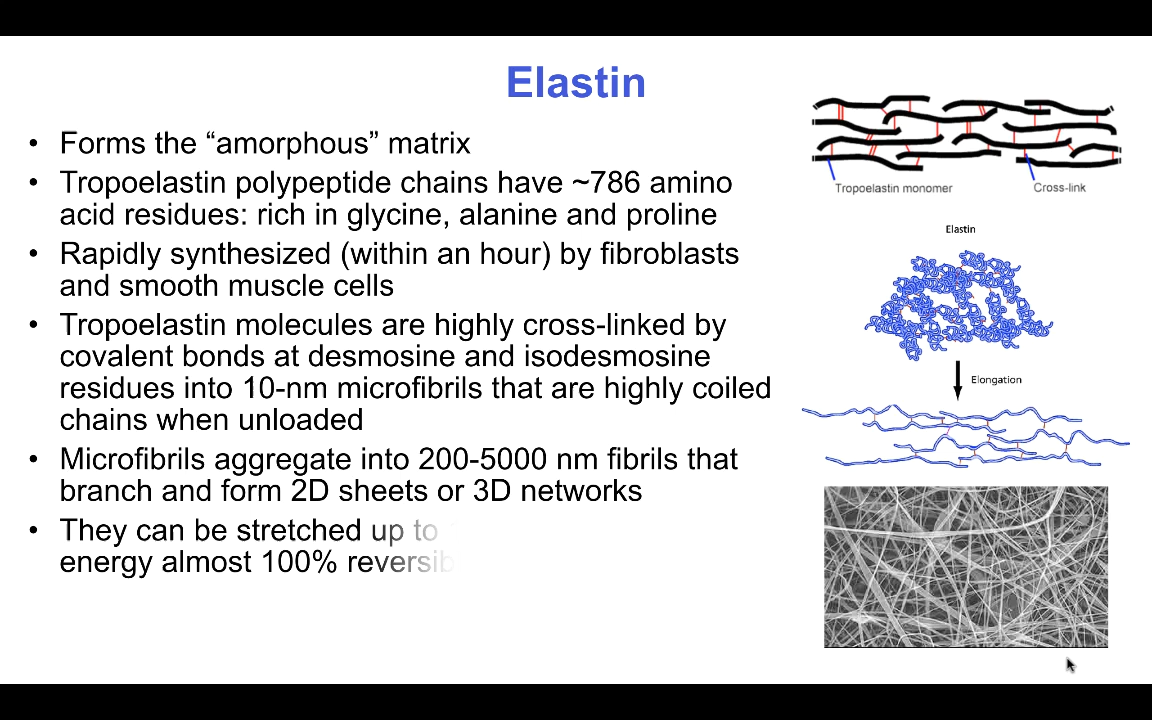 Elastin
• Forms the “amorphous” matrix
• Tropoelastin polypeptide chains have ~786 amino
acid residues: rich in glycine, alanine and proline
• Rapidly synthesized (within an hour) by fibroblasts
and smooth muscle cells
• Tropoelastin molecules are highly cross-linked by
covalent bonds at desmosine and isodesmosine
residues into 10-nm microfibrils that are highly coiled
chains when unloaded
• Microfibrils aggregate into 200-5000 nm fibrils that
branch and form 2D sheets or 3D networks
• They can be stretched up to
energy almost 100%
Tropoelastin monomer
Cross-link
Elastin
Elongation